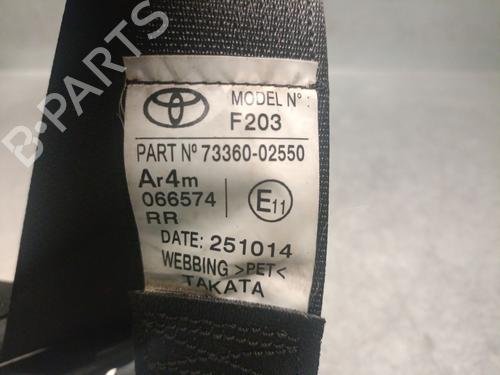 B-PARTS
MODEL Nº :
F203
PART Nº 73360-02550
Ar4m
066574
RR
E11
DATE: 251014
WEBBING >PET<
TAKATA